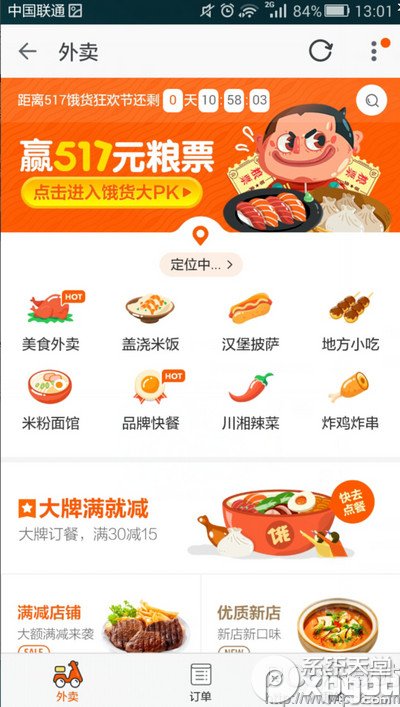 中国联通 2G 84% 13:01
外卖
距离517饿货狂欢节还剩 0 天 10 : 58 : 03
赢517元粮票
点击进入饿货大PK
定位中...
HOT
美食外卖 盖浇米饭 汉堡披萨 地方小吃
HOT
米粉面馆 品牌快餐 川湘辣菜 炸鸡炸串
大牌满就减
大牌订餐，满30减15
快去
点餐
饿
满减店铺 优质新店
大额满减来袭 新店新口味
SALE NEW
外卖 订单
系统天堂